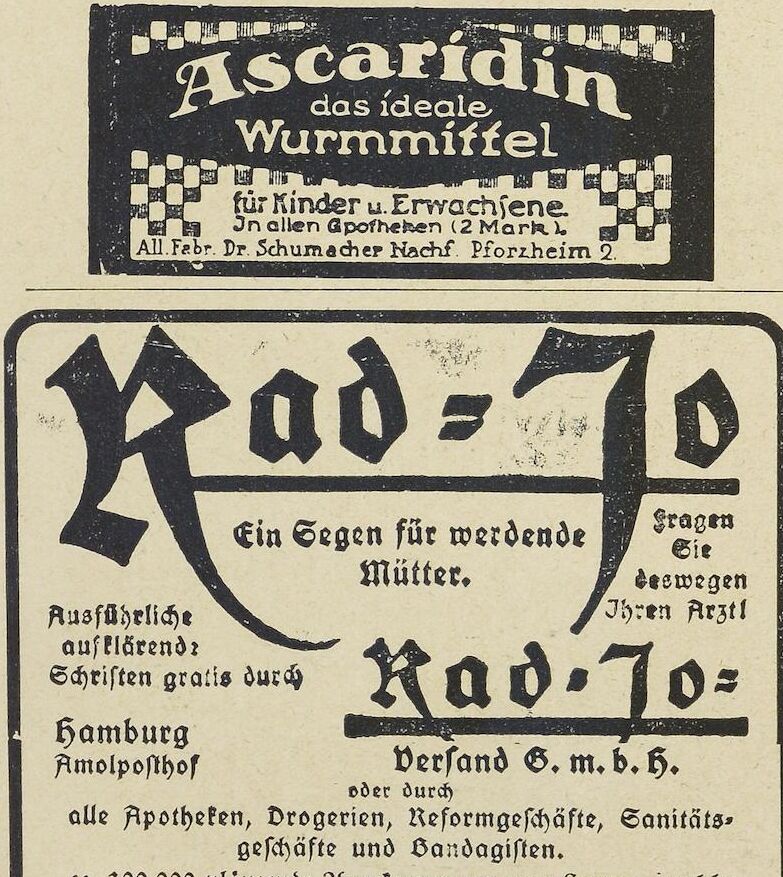 Ascaridin
das ideale
Wurmmittel
für Kinder u. Erwachsene.
In allen Apotheken (2 Mark).
All. Fabr. Dr. Schumacher Nachf. Pforzheim 2.
Rad-Jo
Ein Segen für werdende
Mütter.
Fragen
Sie
deswegen
Ihren Arzt!
Ausführliche
aufklärende
Schriften gratis durch
Rad-Jo-
Hamburg
Amolposthof
Versand G. m. b. H.
oder durch
alle Apotheken, Drogerien, Reformgeschäfte, Sanitäts-
geschäfte und Bandagisten.